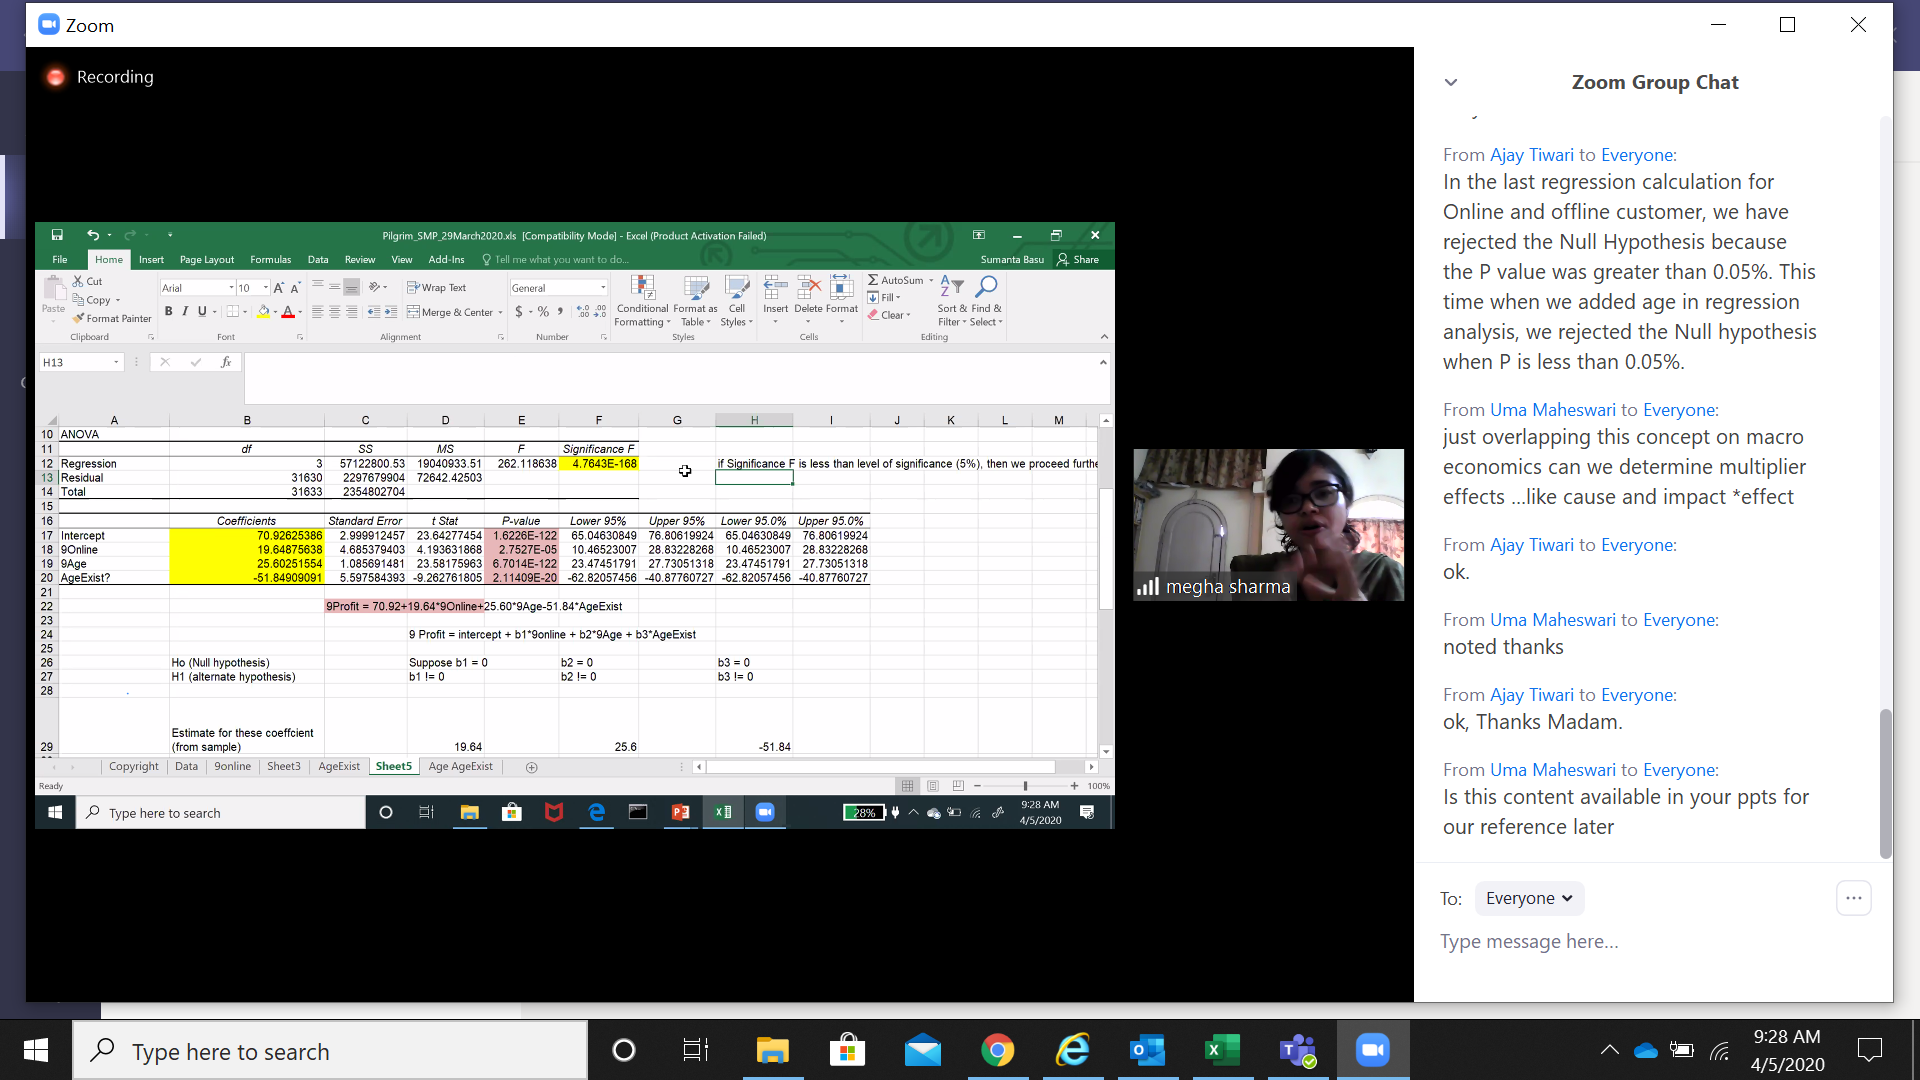 Zoom
Recording
Zoom Group Chat
From Ajay Tiwari to Everyone:
In the last regression calculation for
Online and offline customer, we have
rejected the Null Hypothesis because
the P value was greater than 0.05%. This
time when we added age in regression
analysis, we rejected the Null hypothesis
when P is less than 0.05%.
From Uma Maheswari to Everyone:
just overlapping this concept on macro
economics can we determine multiplier
effects ...like cause and impact *effect
From Ajay Tiwari to Everyone:
ok.
From Uma Maheswari to Everyone:
noted thanks
From Ajay Tiwari to Everyone:
ok, Thanks Madam.
From Uma Maheswari to Everyone:
Is this content available in your ppts for
our reference later
To: Everyone
Type message here...
Pilgrim_SMP_29March2020.xls [Compatibility Mode] - Excel (Product Activation Failed)
File Home Insert Page Layout Formulas Data Review View Add-Ins Tell me what you want to do... Sumanta Basu Share
Paste Cut Copy Format Painter
Arial 10 Wrap Text General
B I U Merge & Center $ % Conditional Formatting Format as Table Cell Styles Insert Delete Format AutoSum Fill Clear Sort & Filter Find & Select
Clipboard Font Alignment Number Styles Cells Editing
H13 fx
A B C D E F G H I J K L M
10 ANOVA
11 df SS MS F Significance F
12 Regression 3 57122800.53 19040933.51 262.118638 4.7643E-168 if Significance F is less than level of significance (5%), then we proceed furthe
13 Residual 31630 2297679904 72642.42503
14 Total 31633 2354802704
15
16 Coefficients Standard Error t Stat P-value Lower 95% Upper 95% Lower 95.0% Upper 95.0%
17 Intercept 70.92625386 2.999912457 23.64277454 1.6226E-122 65.04630849 76.80619924 65.04630849 76.80619924
18 9Online 19.64875638 4.685379403 4.193631868 2.7527E-05 10.46523007 28.83228268 10.46523007 28.83228268
19 9Age 25.60251554 1.085691481 23.58175963 6.7014E-122 23.47451791 27.73051318 23.47451791 27.73051318
20 AgeExist? -51.84909091 5.597584393 -9.262761805 2.11409E-20 -62.82057456 -40.87760727 -62.82057456 -40.87760727
21
22 9Profit = 70.92+19.64*9Online+25.60*9Age-51.84*AgeExist
23
24 9 Profit = intercept + b1*9online + b2*9Age + b3*AgeExist
25
26 Ho (Null hypothesis) Suppose b1 = 0 b2 = 0 b3 = 0
27 H1 (alternate hypothesis) b1 != 0 b2 != 0 b3 != 0
28
Estimate for these coeffcient
29 (from sample) 19.64 25.6 -51.84
Copyright Data 9online Sheet3 AgeExist Sheet5 Age AgeExist
Ready 100%
Type here to search 28% 9:28 AM
4/5/2020
megha sharma
Type here to search 9:28 AM
4/5/2020